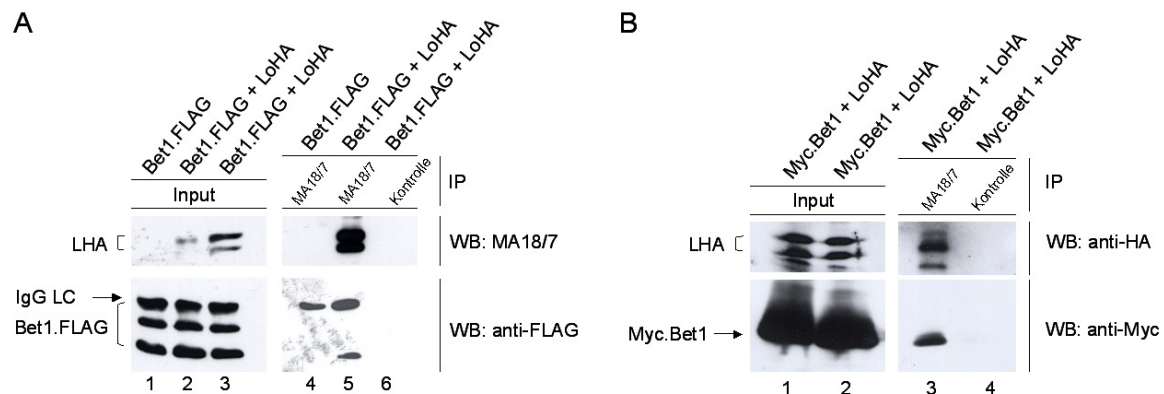 A
Bet1.FLAG
Bet1.FLAG + LoHA
Bet1.FLAG + LoHA
Bet1.FLAG
Bet1.FLAG + LoHA
Bet1.FLAG + LoHA
Input
MA18/7
MA18/7
Kontrolle
IP
LHA
WB: MA18/7
IgG LC
Bet1.FLAG
WB: anti-FLAG
1 2 3 4 5 6
B
Myc.Bet1 + LoHA
Myc.Bet1 + LoHA
Myc.Bet1 + LoHA
Myc.Bet1 + LoHA
Input
MA18/7
Kontrolle
IP
LHA
WB: anti-HA
Myc.Bet1
WB: anti-Myc
1 2 3 4